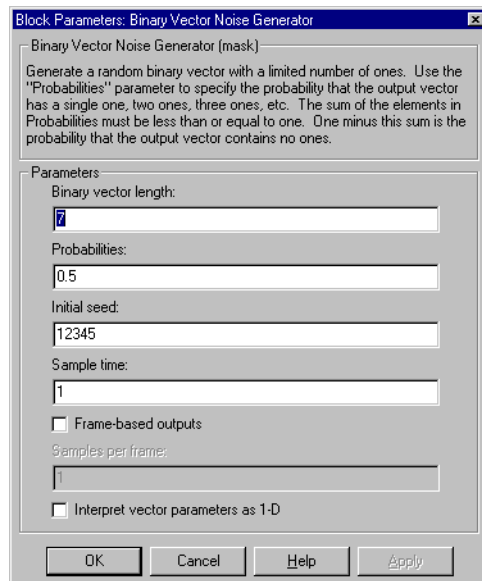 Block Parameters: Binary Vector Noise Generator
Binary Vector Noise Generator (mask)
Generate a random binary vector with a limited number of ones. Use the
"Probabilities" parameter to specify the probability that the output vector
has a single one, two ones, three ones, etc. The sum of the elements in
Probabilities must be less than or equal to one. One minus this sum is the
probability that the output vector contains no ones.
Parameters
Binary vector length:
7
Probabilities:
0.5
Initial seed:
12345
Sample time:
1
Frame-based outputs
Samples per frame:
1
Interpret vector parameters as 1-D
OK Cancel Help Apply